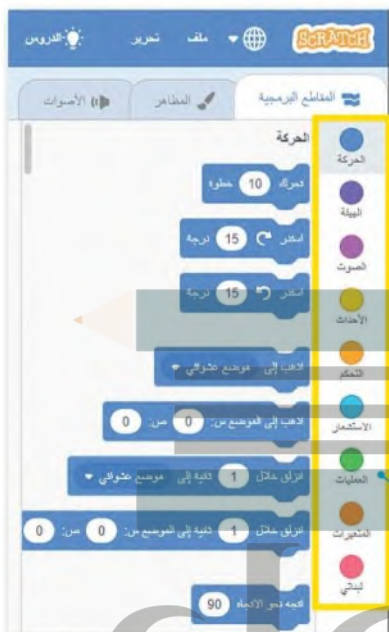 SCRATCH ملف تحرير الدروس
المقاطع البرمجية المظاهر الأصوات
الحركة
الهيئة
الصوت
الأحداث
التحكم
الاستشعار
العمليات
المتغيرات
لبناتي
الحركة
تحرك 10 خطوة
استدر 15 درجة
استدر 15 درجة
اذهب إلى موضع عشوائي
اذهب إلى الموضع س: 0 ص: 0
انزلق خلال 1 ثانية إلى موضع عشوائي
انزلق خلال 1 ثانية إلى الموضع س: 0 ص: 0
اتجه نحو الاتجاه 90